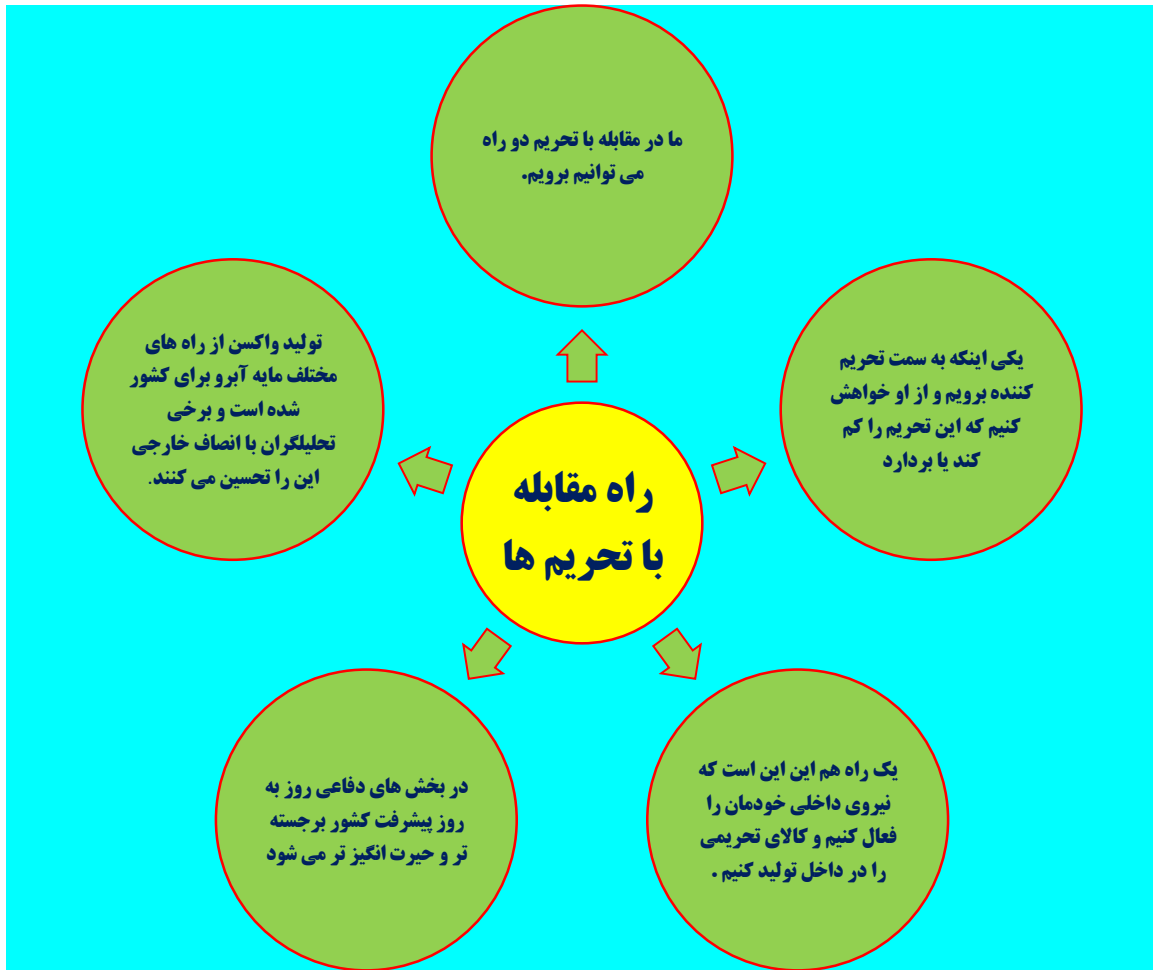 ما در مقابله با تحریم دو راه
می توانیم برویم.
یکی اینکه به سمت تحریم
کننده برویم و از او خواهش
کنیم که این تحریم را کم
کند یا بردارد
یک راه هم این این است که
نیروی داخلی خودمان را
فعال کنیم و کالای تحریمی
را در داخل تولید کنیم .
در بخش های دفاعی روز به
روز پیشرفت کشور برجسته
تر و حیرت انگیز تر می شود
تولید واکسن از راه های
مختلف مایه آبرو برای کشور
شده است و برخی
تحلیلگران با انصاف خارجی
این را تحسین می کنند.
راه مقابله
با تحریم ها